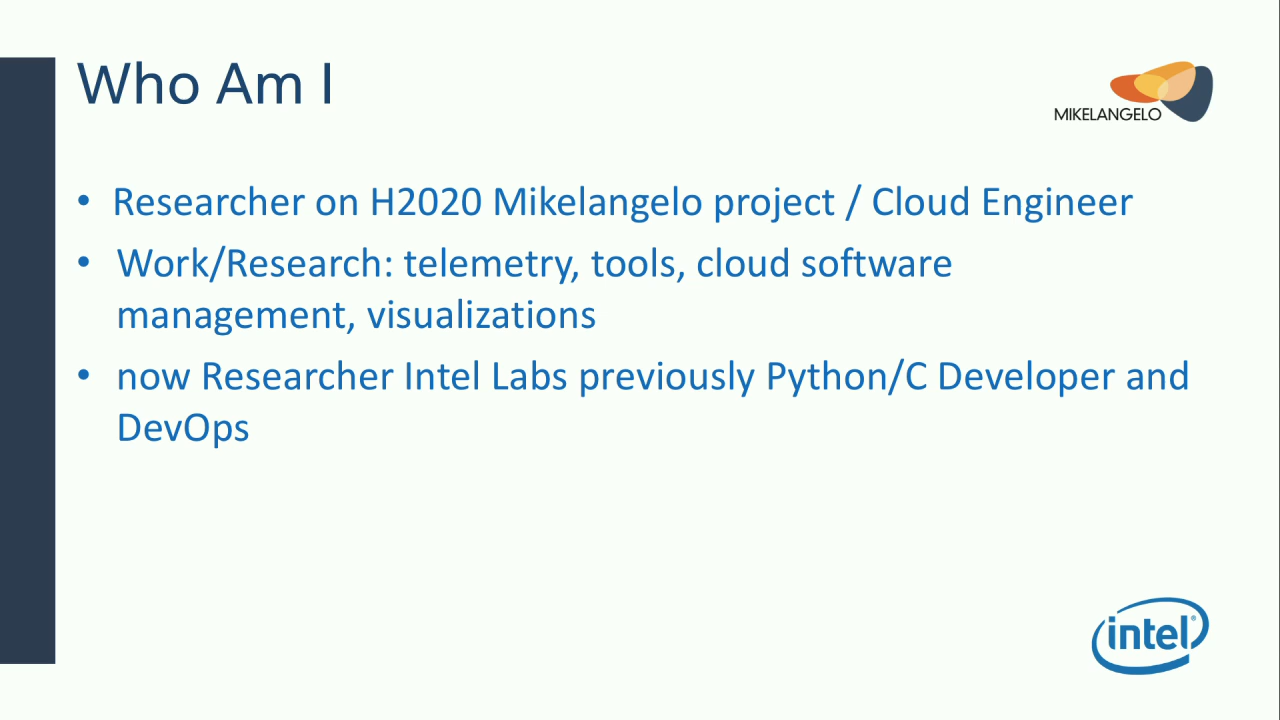 Who Am I
MIKELANGELO
• Researcher on H2020 Mikelangelo project / Cloud Engineer
• Work/Research: telemetry, tools, cloud software
management, visualizations
• now Researcher Intel Labs previously Python/C Developer and
DevOps
intel®